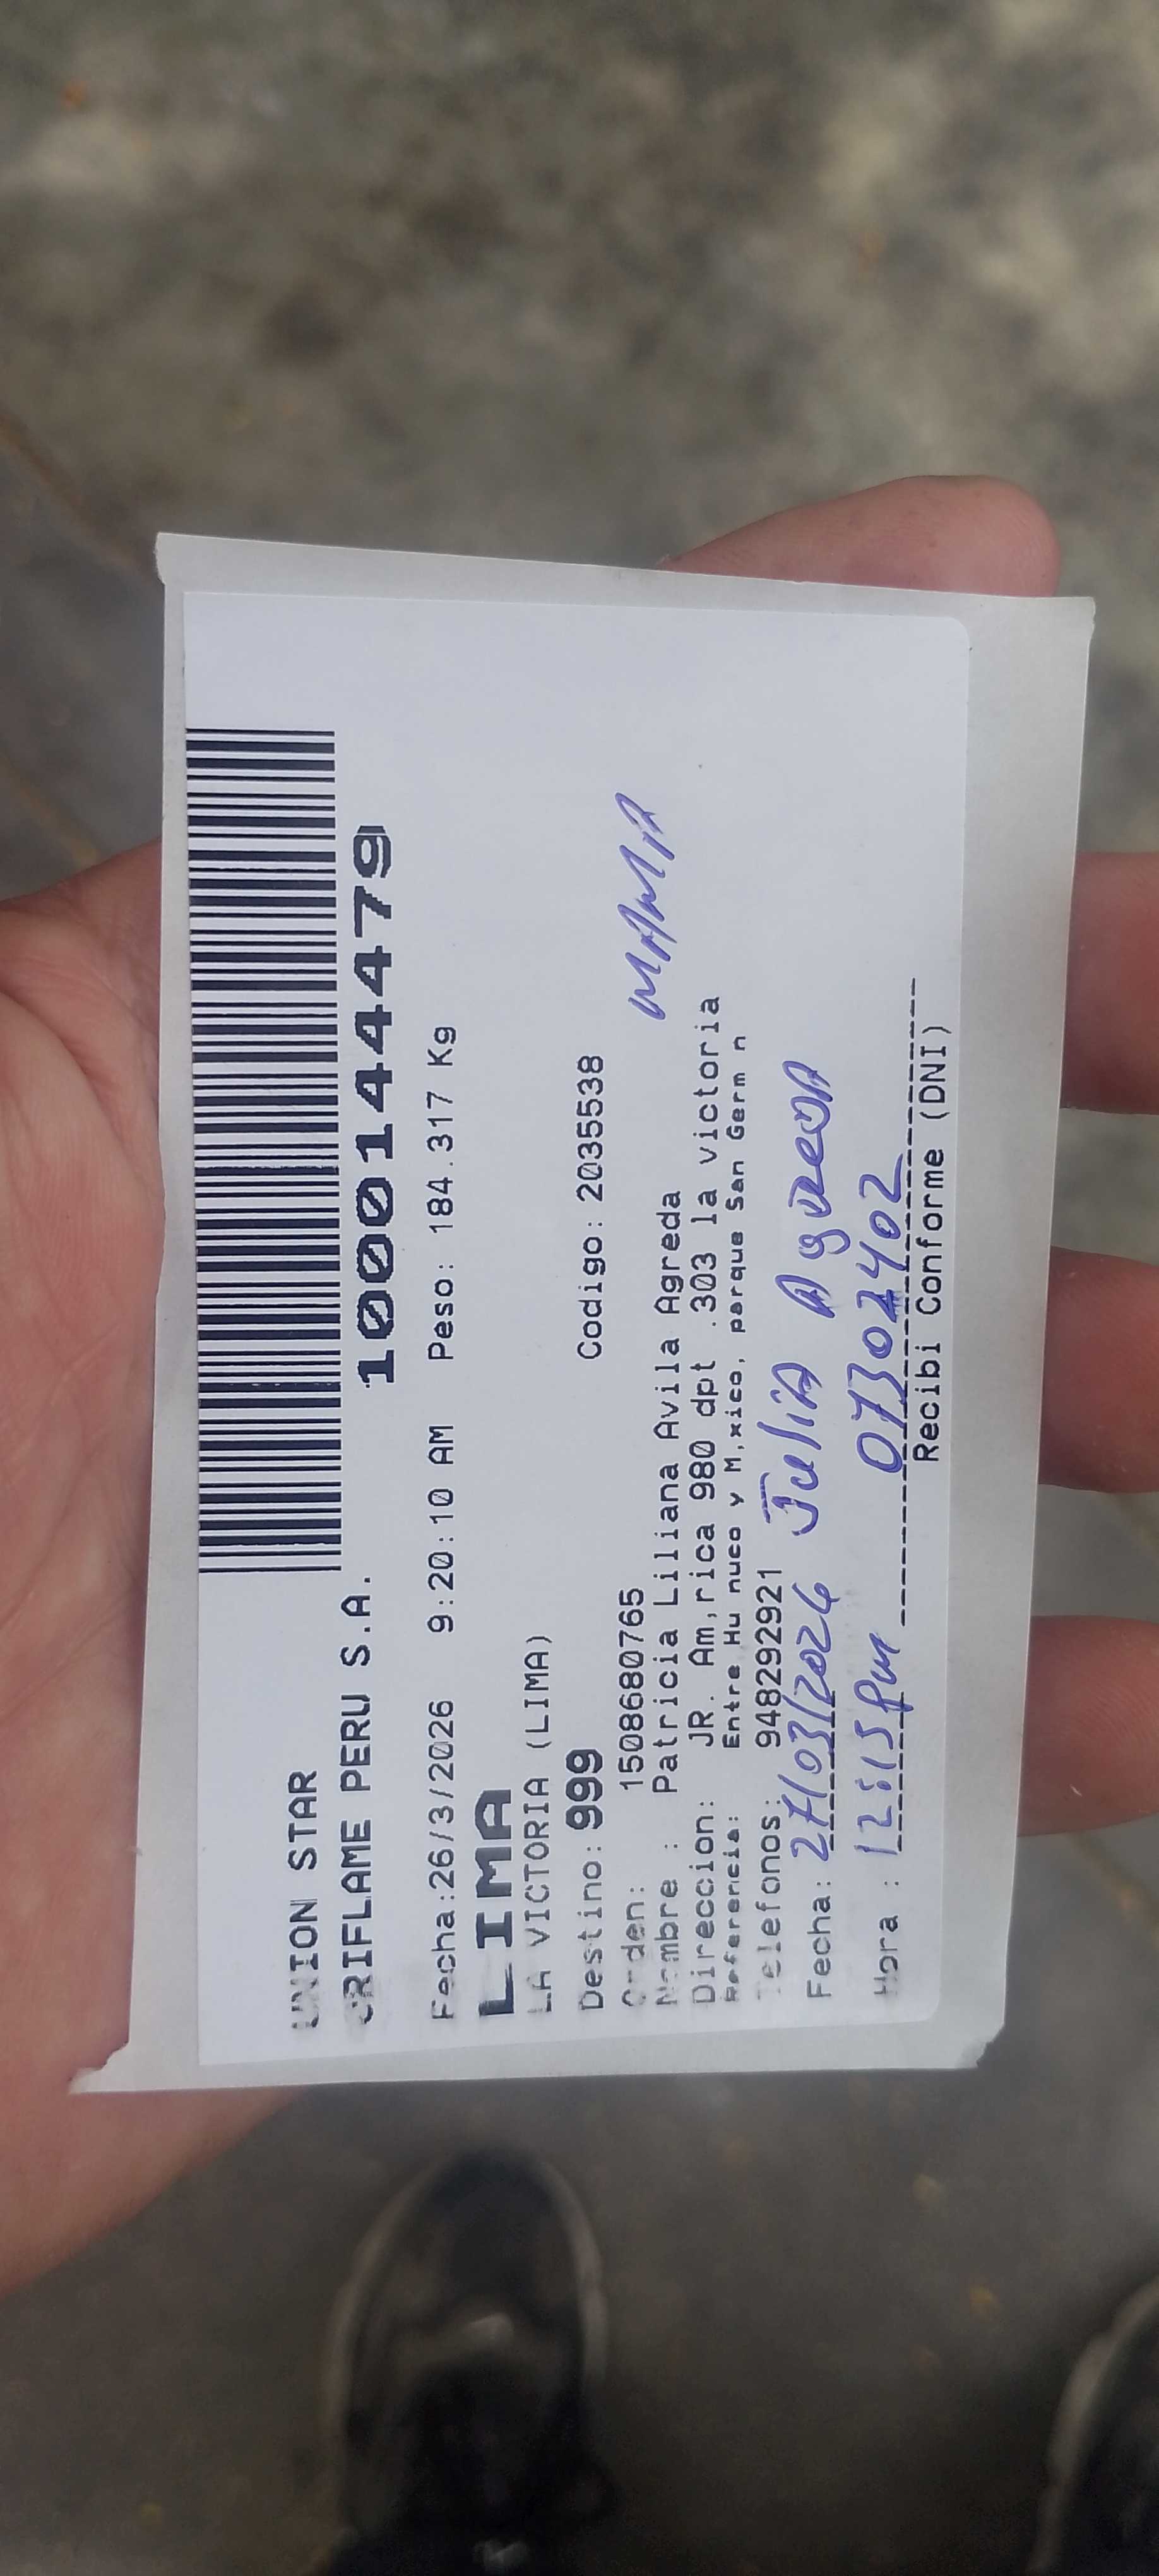 UNION STAR
ORIFLAME PERU S.A.
1000144479
Fecha:26/3/2026 9:20:10 AM Peso: 184.317 Kg
LIMA
LA VICTORIA (LIMA)
Destino: 999 Codigo: 2035538
Orden: 1508680765
MAMA
Nombre : Patricia Liliana Avila Agreda
Direccion: JR. Am,rica 980 dpt .303 la victoria
Referencia: Entre Hu nuco y M,xico, parque San Germ n
Telefonos: 948292921
Fecha: 27/03/2026 Julia Agreda
Hora : 12:15 pm 07302402
Recibi Conforme (DNI)